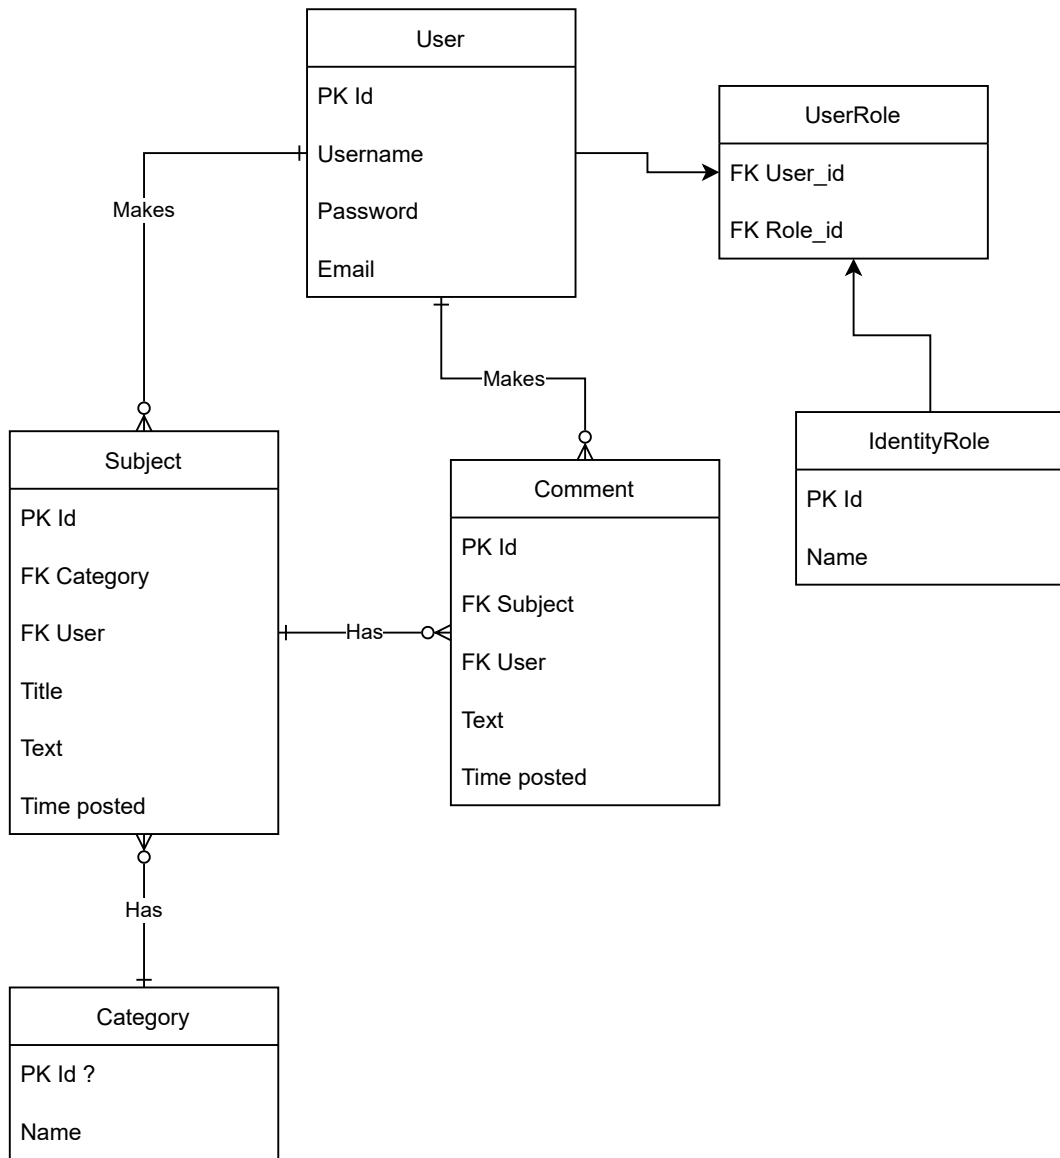 User
PK Id
Username
Password
Email
UserRole
FK User_id
FK Role_id
Makes
Makes
IdentityRole
PK Id
Name
Subject
PK Id
FK Category
FK User
Title
Text
Time posted
Has
Comment
PK Id
FK Subject
FK User
Text
Time posted
Has
Category
PK Id ?
Name